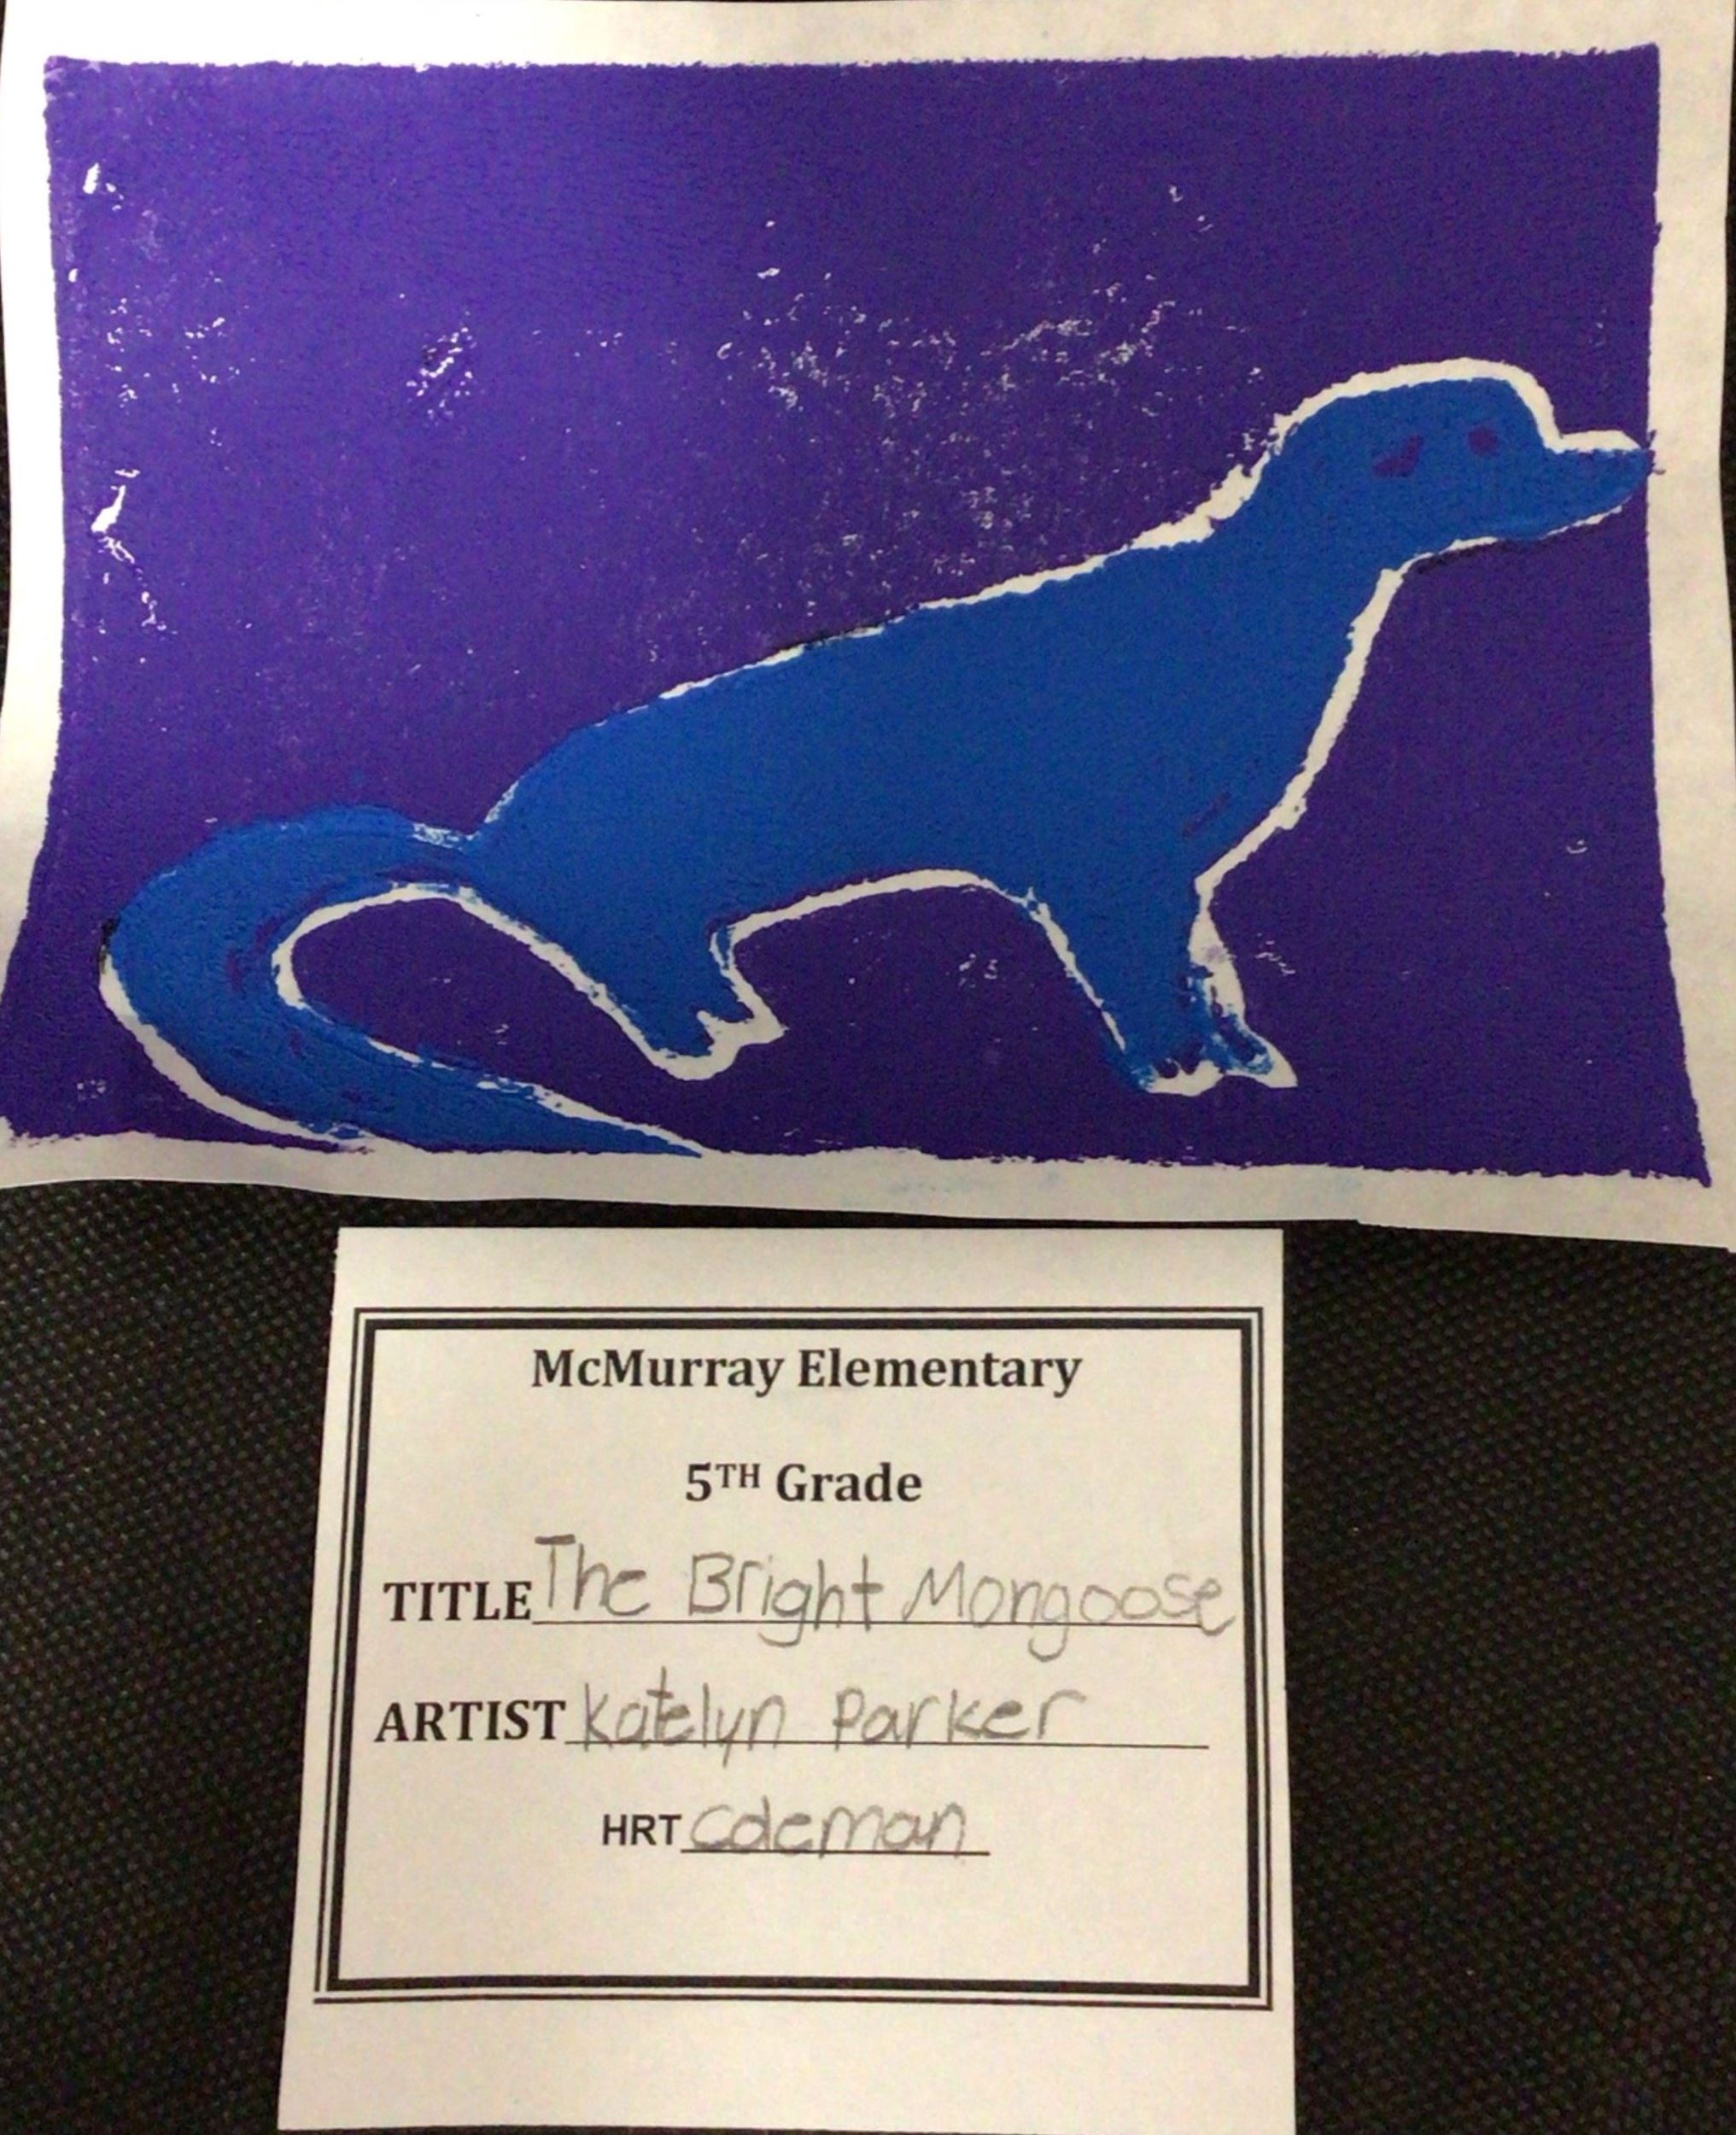 McMurray Elementary
5TH Grade
TITLE The Bright Mongoose
ARTIST Katelyn Parker
HRT Coleman